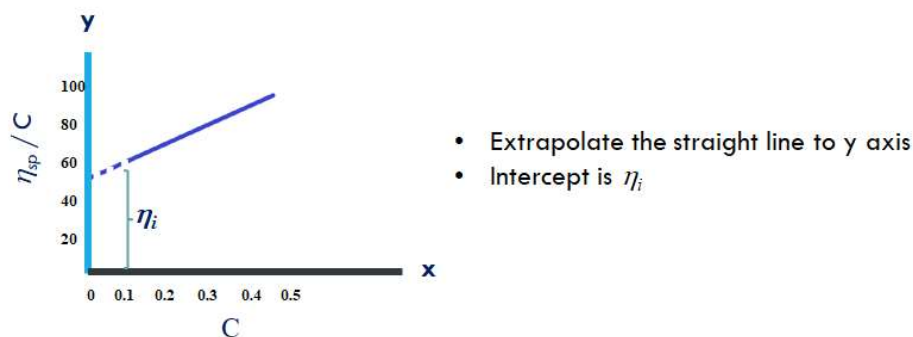 y
100
80
60
40
20
ηsp / C
ηi
x
0 0.1 0.2 0.3 0.4 0.5
C
• Extrapolate the straight line to y axis
• Intercept is ηi